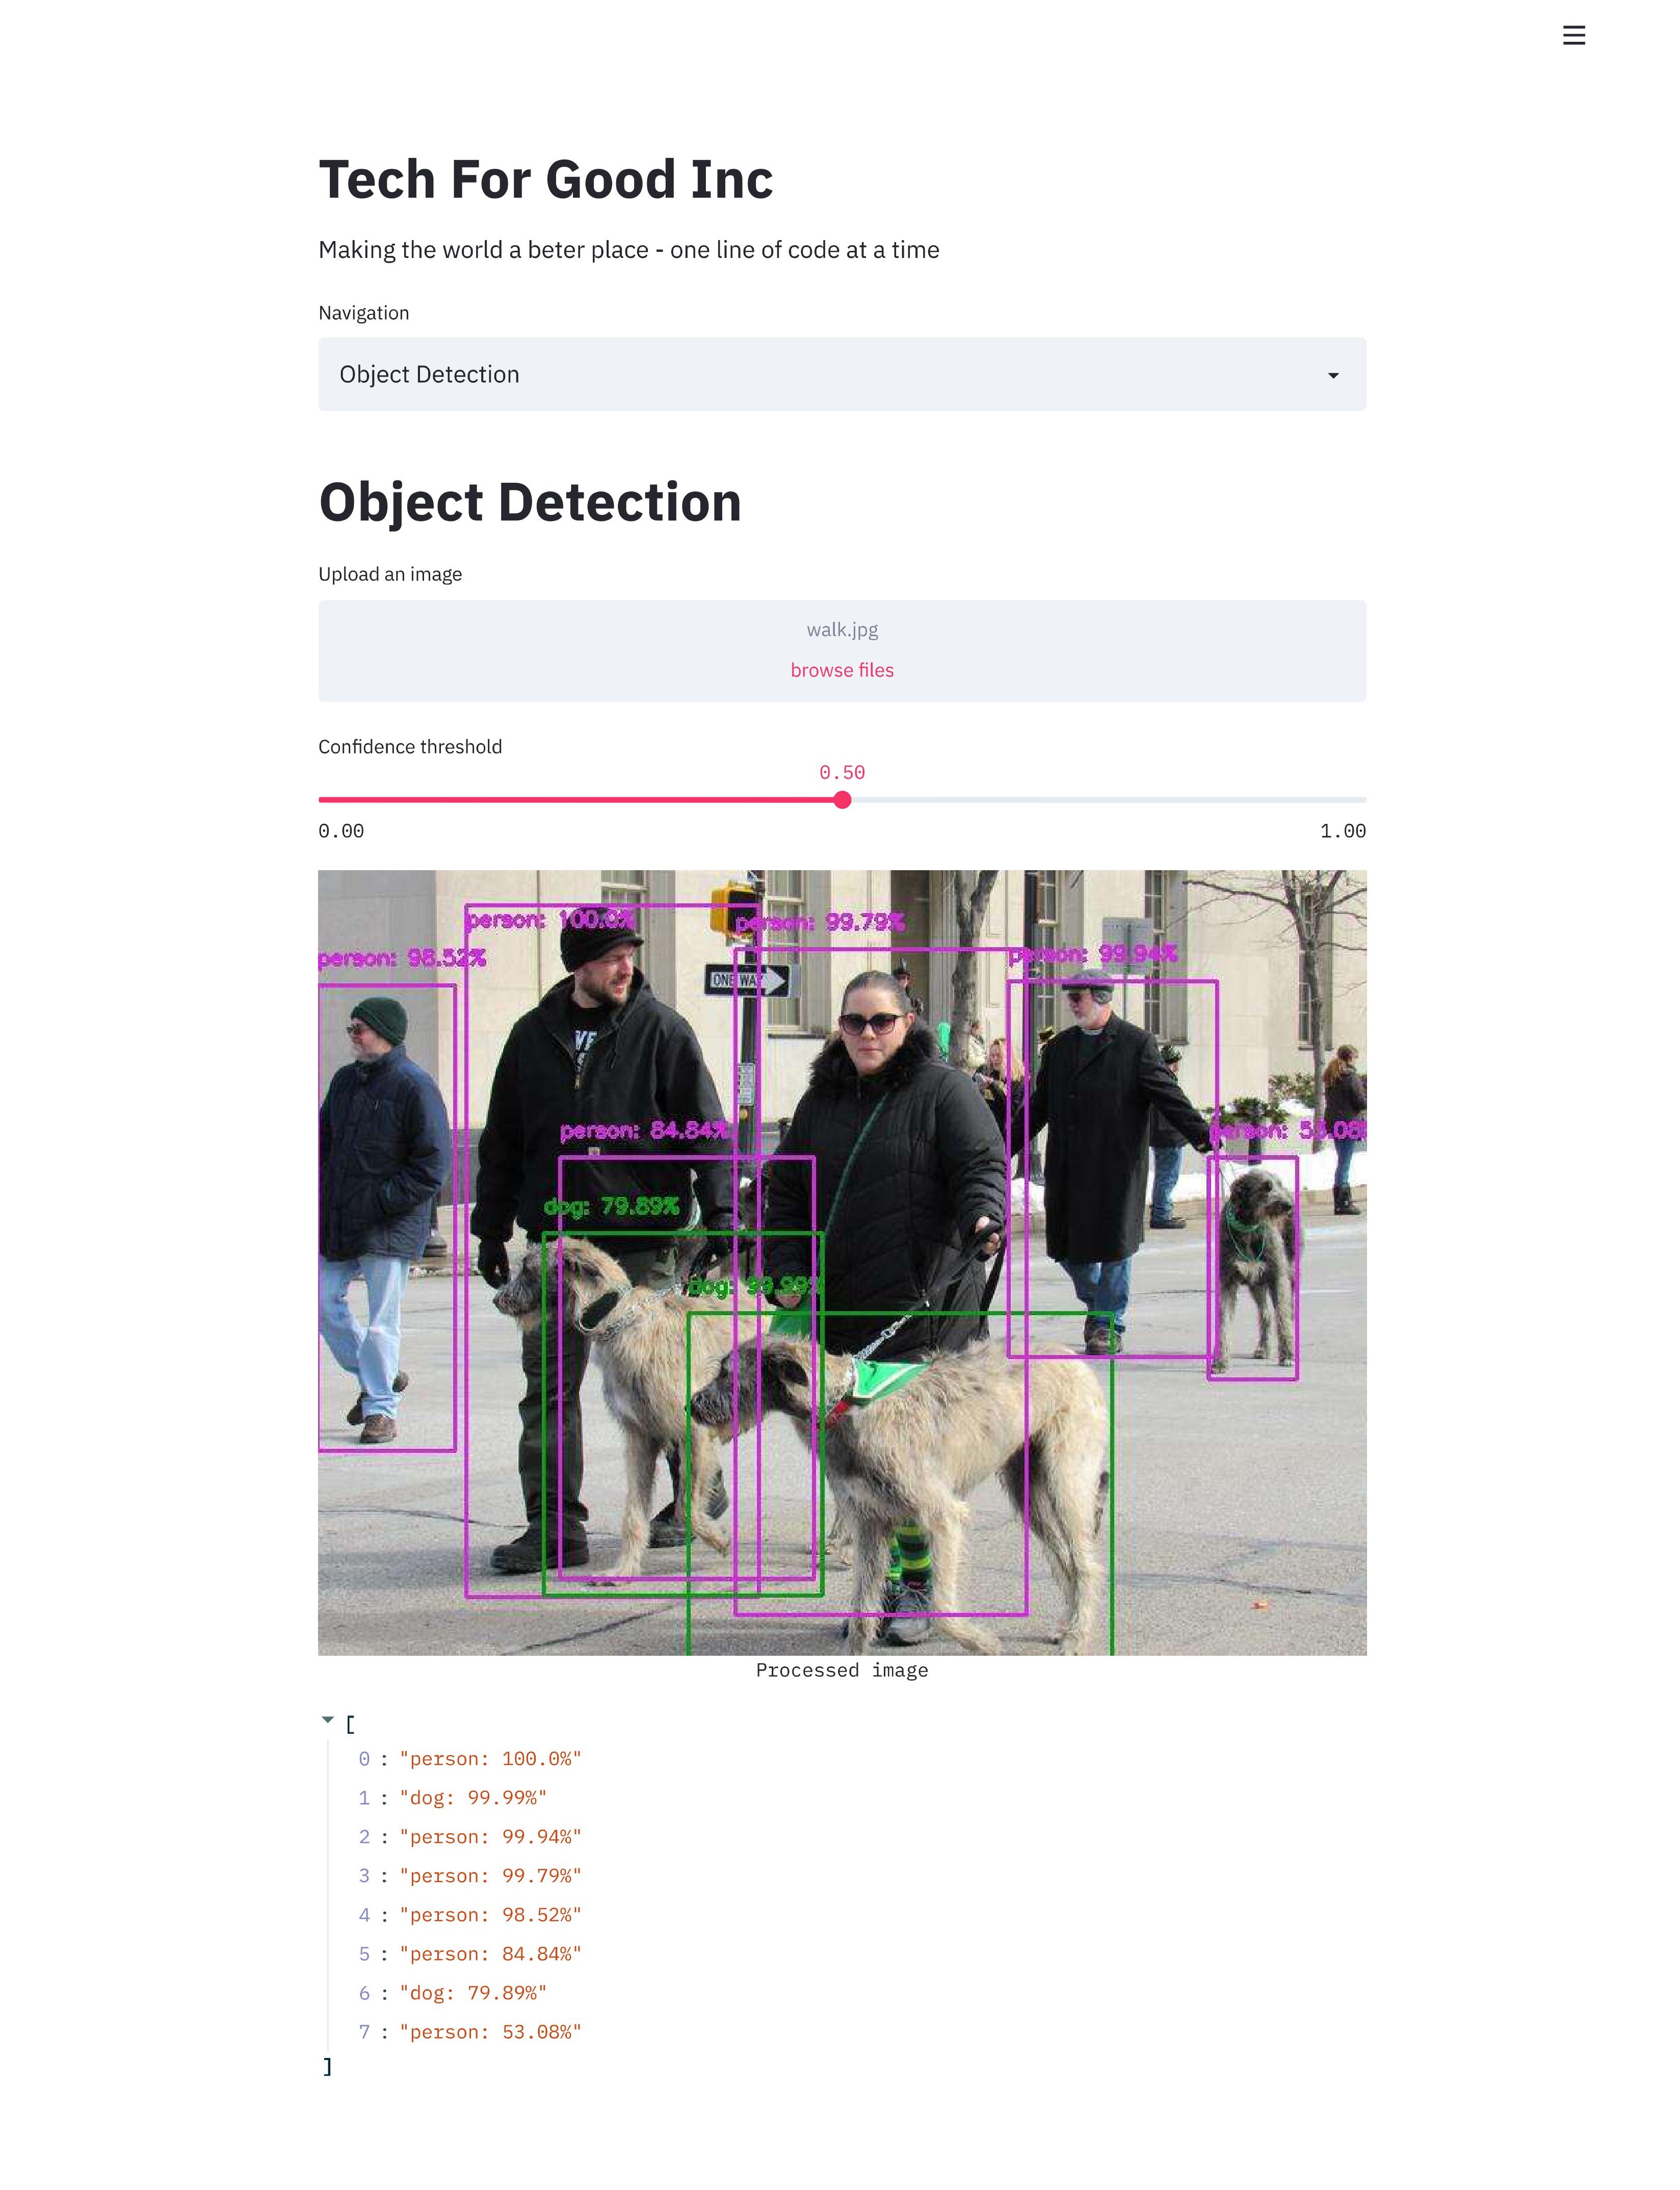 Tech For Good Inc
Making the world a beter place - one line of code at a time
Navigation
Object Detection
Object Detection
Upload an image
walk.jpg
browse files
Confidence threshold
0.50
0.00
1.00
person: 100.0%
person: 99.79%
person: 99.94%
person: 98.52%
ONE WAY
person: 84.84%
person: 53.08%
dog: 79.89%
dog: 99.99%
Processed image
[
0 : "person: 100.0%"
1 : "dog: 99.99%"
2 : "person: 99.94%"
3 : "person: 99.79%"
4 : "person: 98.52%"
5 : "person: 84.84%"
6 : "dog: 79.89%"
7 : "person: 53.08%"
]